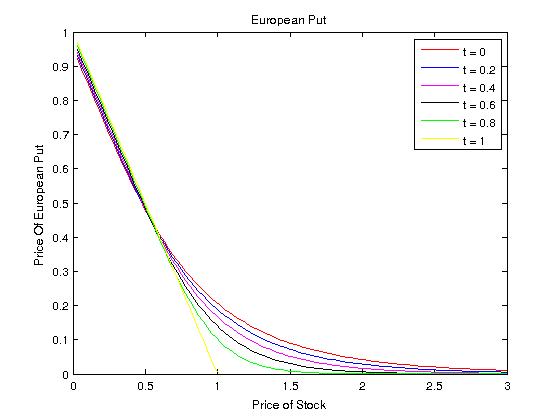 European Put
t = 0
t = 0.2
t = 0.4
t = 0.6
t = 0.8
t = 1
Price Of European Put
1
0.9
0.8
0.7
0.6
0.5
0.4
0.3
0.2
0.1
0
0 0.5 1 1.5 2 2.5 3
Price of Stock